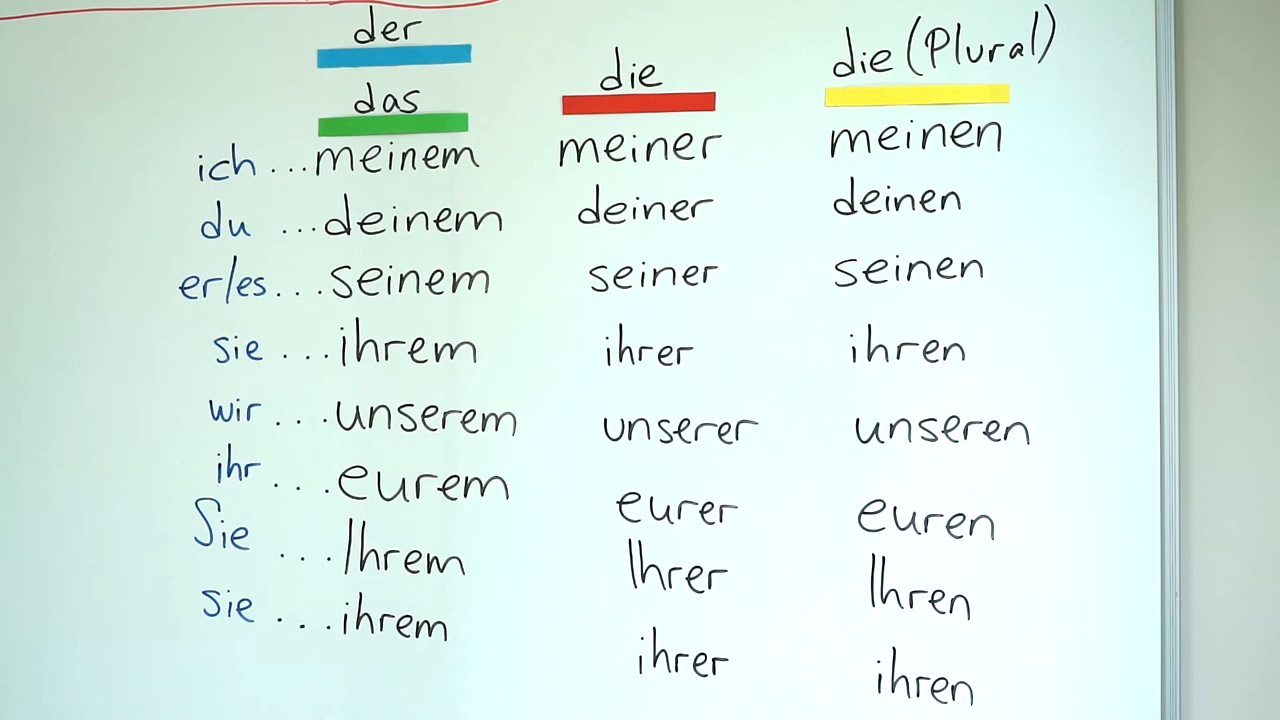 der
das die die (Plural)
ich ... meinem meiner meinen
du ... deinem deiner deinen
er/es ... seinem seiner seinen
sie ... ihrem ihrer ihren
wir ... unserem unserer unseren
ihr ... eurem eurer euren
Sie ... Ihrem Ihrer Ihren
sie ... ihrem ihrer ihren